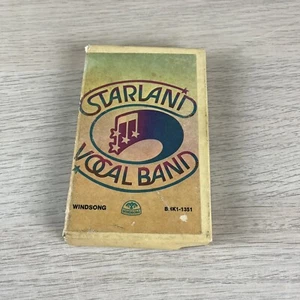 STARLAND
VOCAL BAND
WINDSONG B 1K1-1351